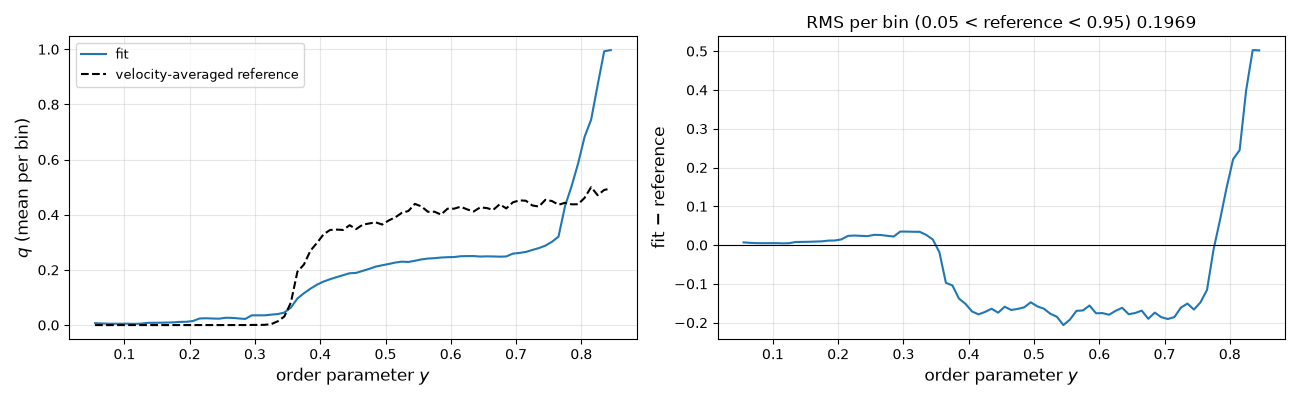 fit
velocity-averaged reference
1.0
0.8
0.6
0.4
0.2
0.0
q (mean per bin)
0.1 0.2 0.3 0.4 0.5 0.6 0.7 0.8
order parameter y
RMS per bin (0.05 < reference < 0.95) 0.1969
0.5
0.4
0.3
0.2
0.1
0.0
−0.1
−0.2
fit − reference
0.1 0.2 0.3 0.4 0.5 0.6 0.7 0.8
order parameter y